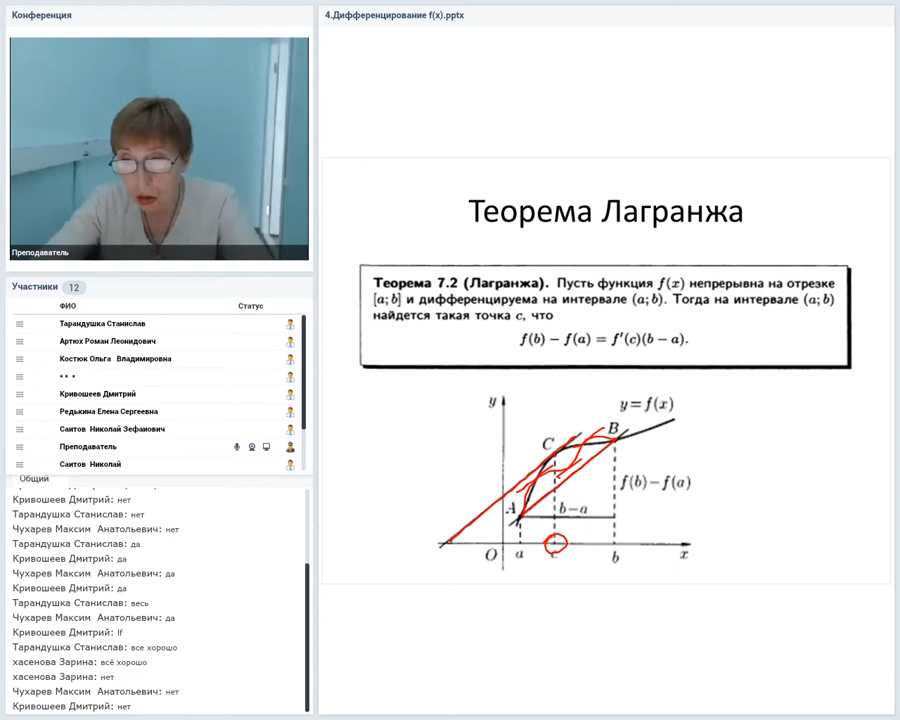 Конференция
Преподаватель
Участники 12
ФИО Статус
Тарандушка Станислав
Артюх Роман Леонидович
Костюк Ольга Владимировна
* * *
Кривошеев Дмитрий
Редькина Елена Сергеевна
Саитов Николай Зефаиович
Преподаватель
Саитов Николай
Общий
Кривошеев Дмитрий: нет
Тарандушка Станислав: нет
Чухарев Максим Анатольевич: нет
Тарандушка Станислав: да
Кривошеев Дмитрий: да
Чухарев Максим Анатольевич: да
Кривошеев Дмитрий: да
Тарандушка Станислав: весь
Чухарев Максим Анатольевич: да
Кривошеев Дмитрий: lf
Тарандушка Станислав: все хорошо
хасенова Зарина: всё хорошо
хасенова Зарина: нет
Чухарев Максим Анатольевич: нет
Кривошеев Дмитрий: нет
4.Дифференцирование f(x).pptx
Теорема Лагранжа
Теорема 7.2 (Лагранжа). Пусть функция f(x) непрерывна на отрезке
[a; b] и дифференцируема на интервале (a; b). Тогда на интервале (a; b)
найдется такая точка c, что
f(b) − f(a) = f′(c)(b − a).
y
y=f(x)
B
C
f(b)−f(a)
A
b−a
O a c b x